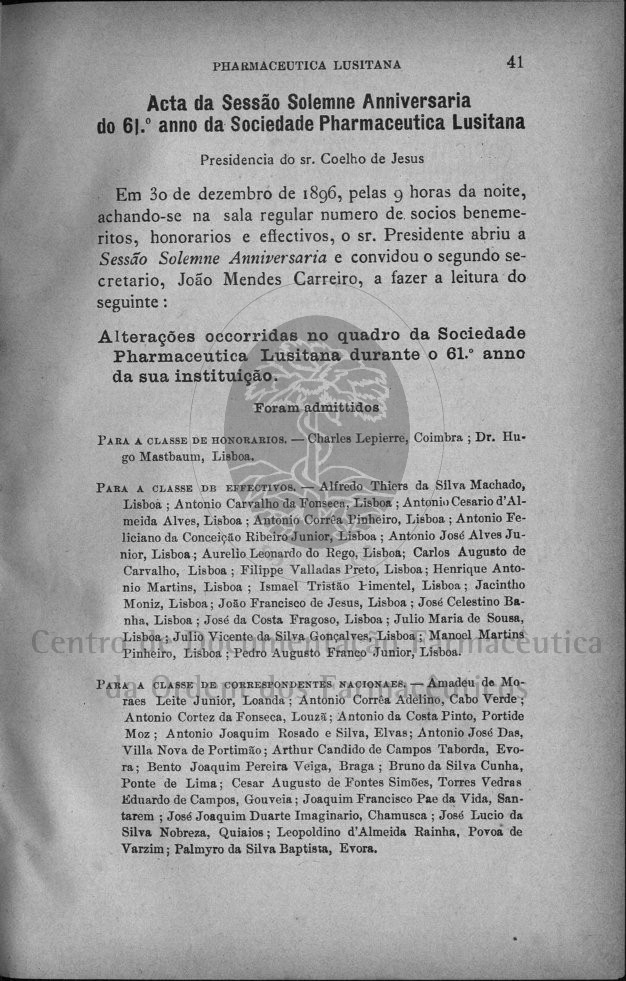 PHARMACEUTICA LUSITANA 41
Acta da Sessão Solemne Anniversaria
do 61.º anno da Sociedade Pharmaceutica Lusitana
Presidencia do sr. Coelho de Jesus
Em 30 de dezembro de 1896, pelas 9 horas da noite,
achando-se na sala regular numero de socios beneme-
ritos, honorarios e effectivos, o sr. Presidente abriu a
Sessão Solemne Anniversaria e convidou o segundo se-
cretario, João Mendes Carreiro, a fazer a leitura do
seguinte :
Alterações occorridas no quadro da Sociedade
Pharmaceutica Lusitana durante o 61.º anno
da sua instituição.
Foram admittidos
PARA A CLASSE DE HONORARIOS. — Charles Lepierre, Coimbra ; Dr. Hu-
go Mastbaum, Lisboa.
PARA A CLASSE DE EFFECTIVOS. — Alfredo Thiers da Silva Machado,
Lisboa ; Antonio Carvalho da Fonseca, Lisboa ; Antonio Cesario d'Al-
meida Alves, Lisboa ; Antonio Corrêa Pinheiro, Lisboa ; Antonio Fe-
liciano da Conceição Ribeiro Junior, Lisboa ; Antonio José Alves Ju-
nior, Lisboa ; Aurelio Leonardo do Rego, Lisboa; Carlos Augusto de
Carvalho, Lisboa ; Filippe Valladas Preto, Lisboa ; Henrique Anto-
nio Martins, Lisboa ; Ismael Tristão Pimentel, Lisboa ; Jacintho
Moniz, Lisboa ; João Francisco de Jesus, Lisboa ; José Celestino Ba-
nha, Lisboa ; José da Costa Fragoso, Lisboa ; Julio Maria de Sousa,
Lisboa ; Julio Vicente da Silva Gonçalves, Lisboa ; Manoel Martins
Pinheiro, Lisboa ; Pedro Augusto Franco Junior, Lisboa.
Centro de Documentação Farmacêutica
da Ordem dos Farmacêuticos
PARA A CLASSE DE CORRESPONDENTES NACIONAES. — Amadeu de Mo-
raes Leite Junior, Loanda ; Antonio Corrêa Adelino, Cabo Verde ;
Antonio Cortez da Fonseca, Louzã ; Antonio da Costa Pinto, Portide
Moz ; Antonio Joaquim Rosado e Silva, Elvas ; Antonio José Das,
Villa Nova de Portimão ; Arthur Candido de Campos Taborda, Evo-
ra ; Bento Joaquim Pereira Veiga, Braga ; Bruno da Silva Cunha,
Ponte de Lima ; Cesar Augusto de Fontes Simões, Torres Vedras
Eduardo de Campos, Gouveia ; Joaquim Francisco Pae da Vida, San-
tarem ; José Joaquim Duarte Imaginario, Chamusca ; José Lucio da
Silva Nobreza, Quiaios ; Leopoldino d'Almeida Rainha, Povoa de
Varzim ; Palmyro da Silva Baptista, Evora.